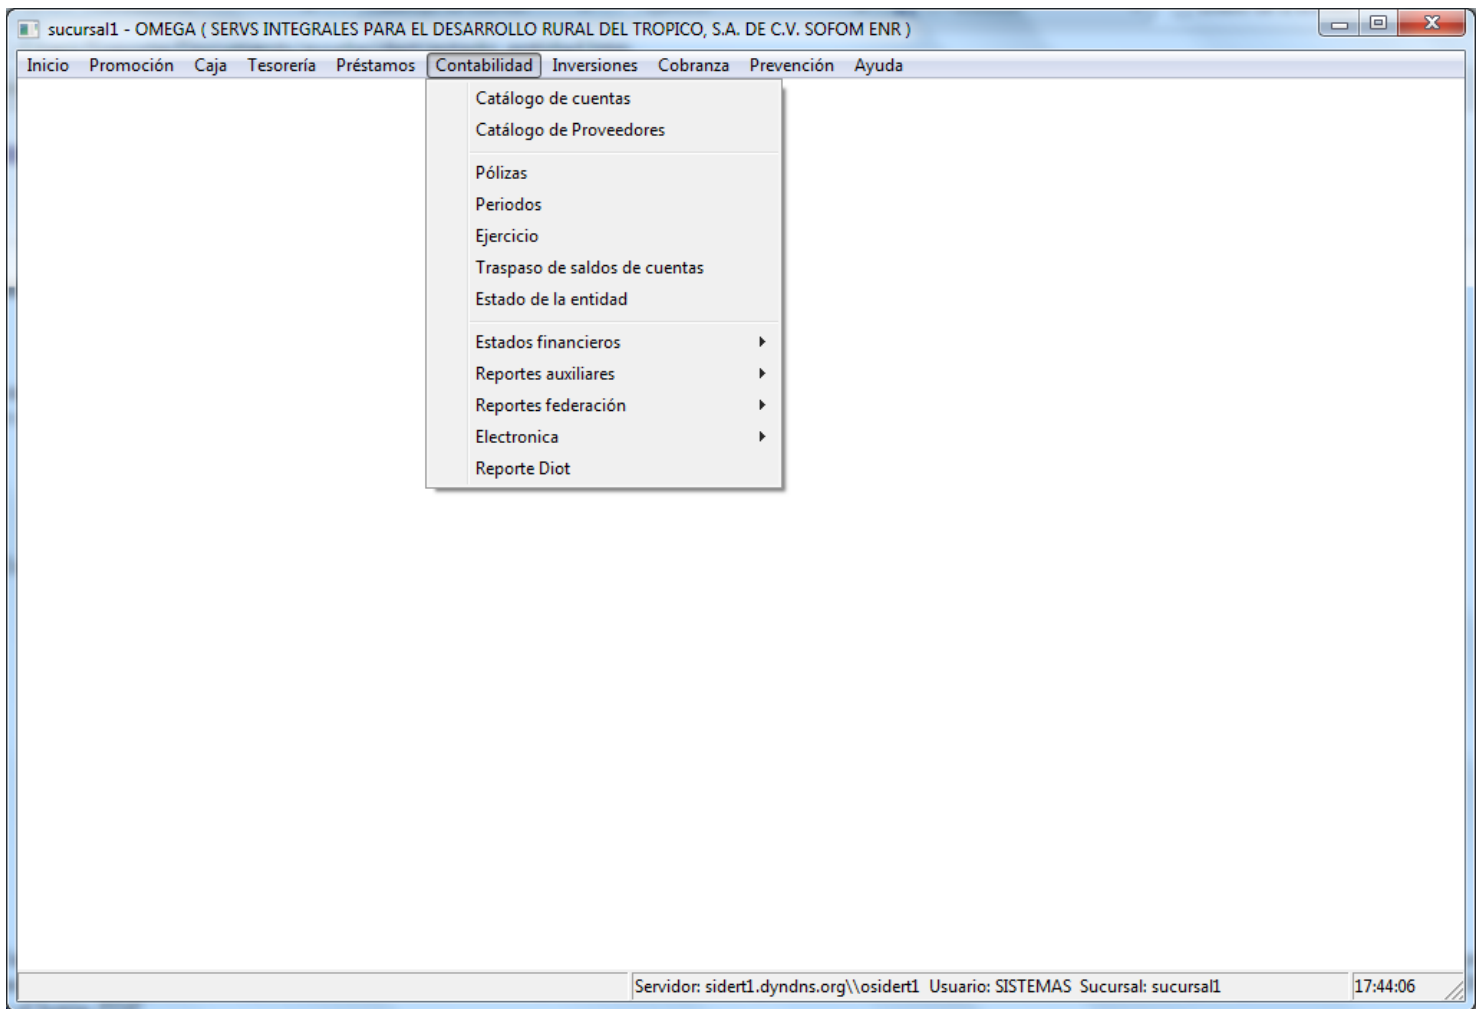 sucursal1 - OMEGA ( SERVS INTEGRALES PARA EL DESARROLLO RURAL DEL TROPICO, S.A. DE C.V. SOFOM ENR )
Inicio Promoción Caja Tesorería Préstamos Contabilidad Inversiones Cobranza Prevención Ayuda
Catálogo de cuentas
Catálogo de Proveedores
Pólizas
Periodos
Ejercicio
Traspaso de saldos de cuentas
Estado de la entidad
Estados financieros
Reportes auxiliares
Reportes federación
Electronica
Reporte Diot
Servidor: sidert1.dyndns.org\\osidert1 Usuario: SISTEMAS Sucursal: sucursal1 17:44:06